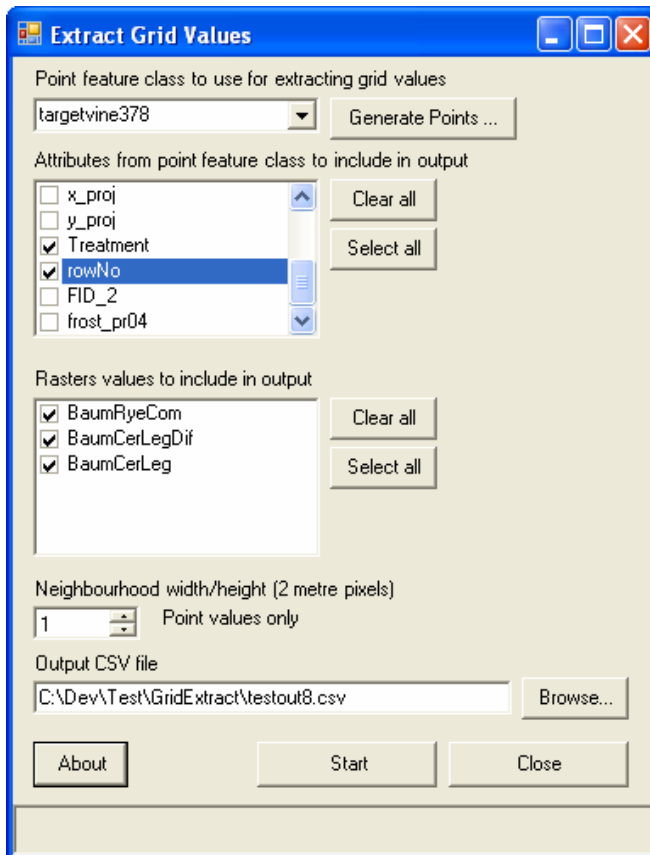 Extract Grid Values
Point feature class to use for extracting grid values
targetvine378
Generate Points ...
Attributes from point feature class to include in output
x_proj
y_proj
Treatment
rowNo
FID_2
frost_pr04
Clear all
Select all
Rasters values to include in output
BaumRyeCom
BaumCerLegDif
BaumCerLeg
Clear all
Select all
Neighbourhood width/height (2 metre pixels)
1 Point values only
Output CSV file
C:\Dev\Test\GridExtract\testout8.csv Browse...
About Start Close